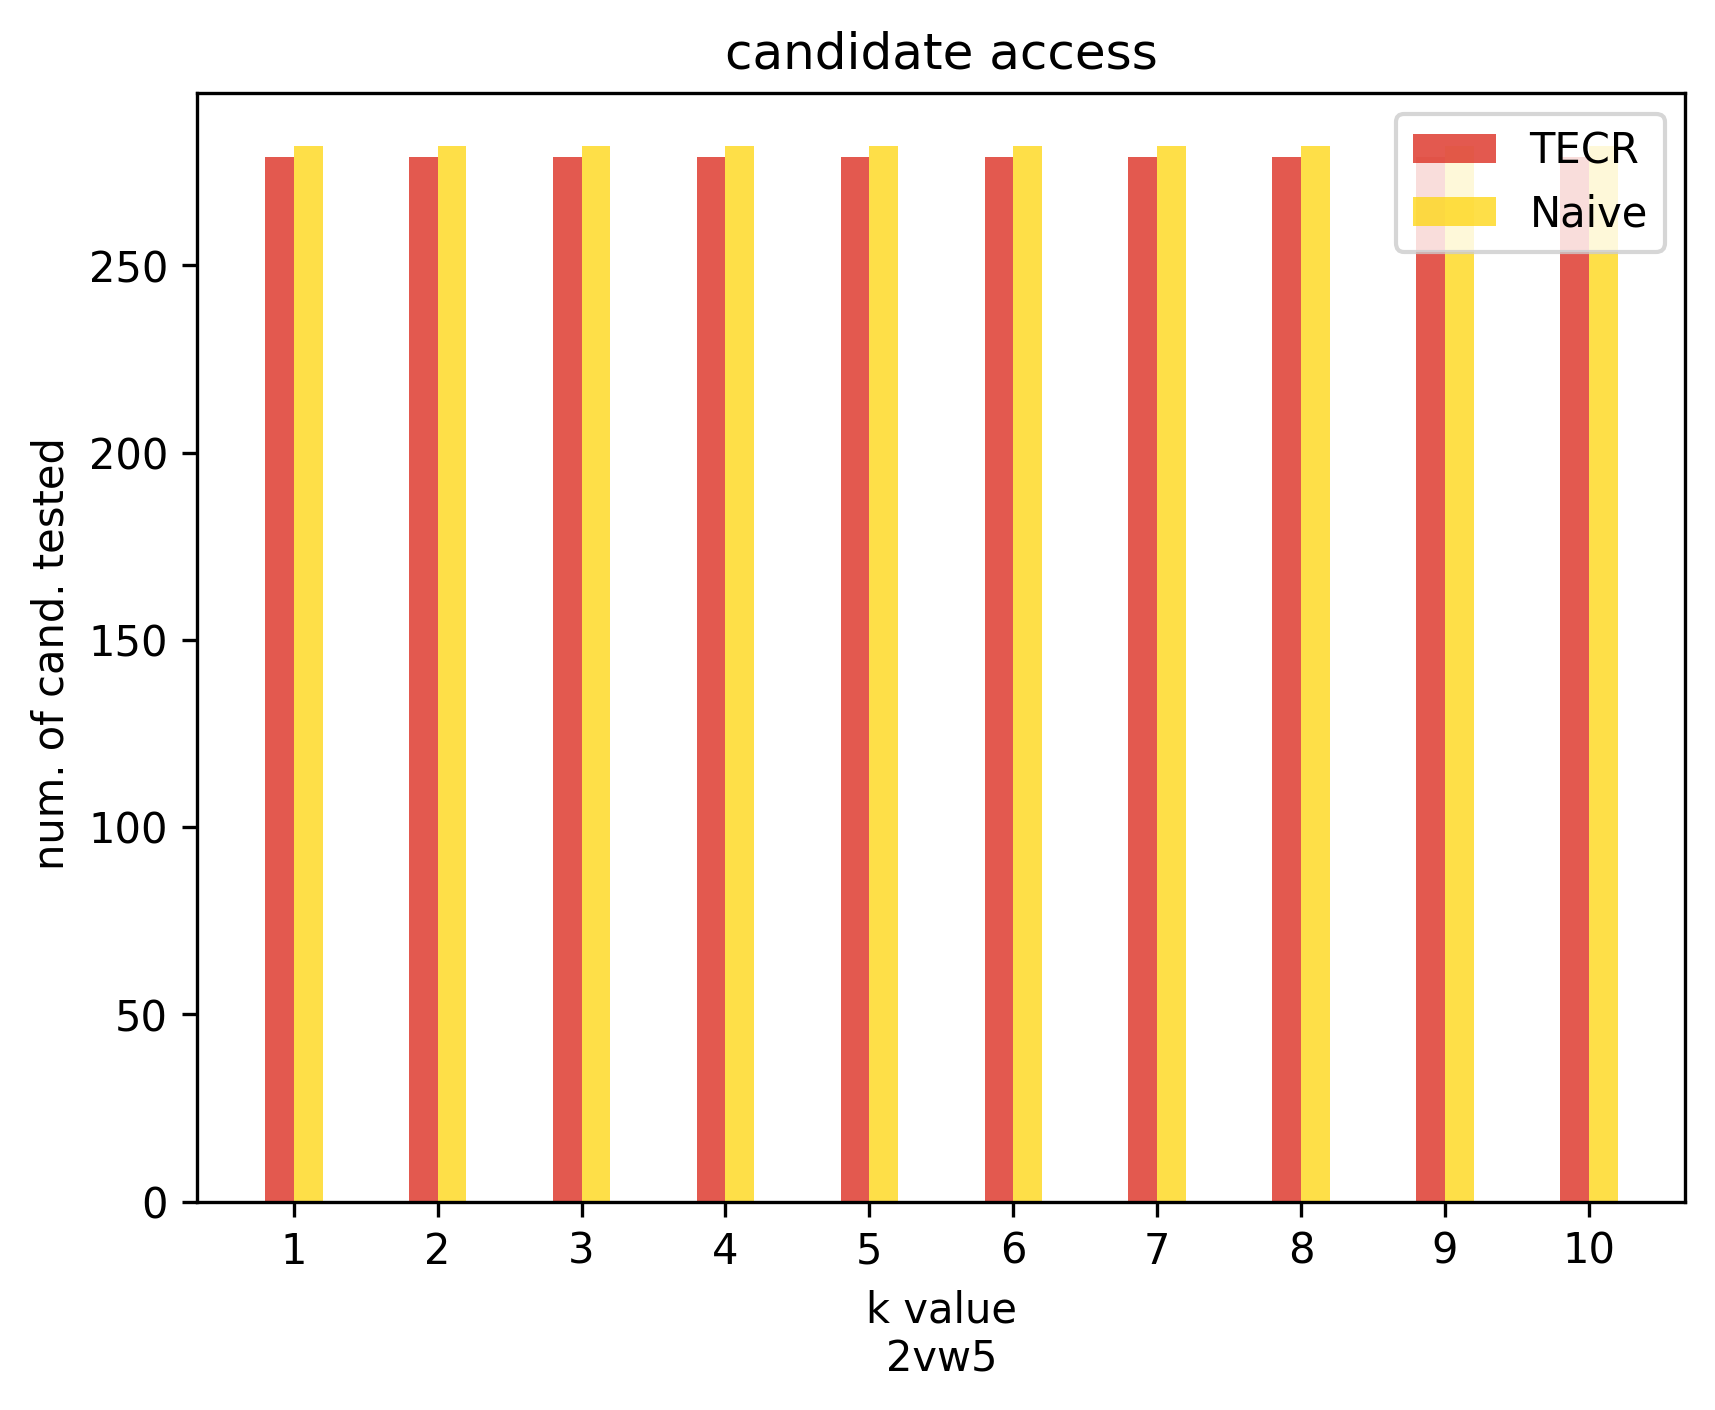 candidate access
TECR
Naive
num. of cand. tested
250
200
150
100
50
0
1 2 3 4 5 6 7 8 9 10
k value
2vw5